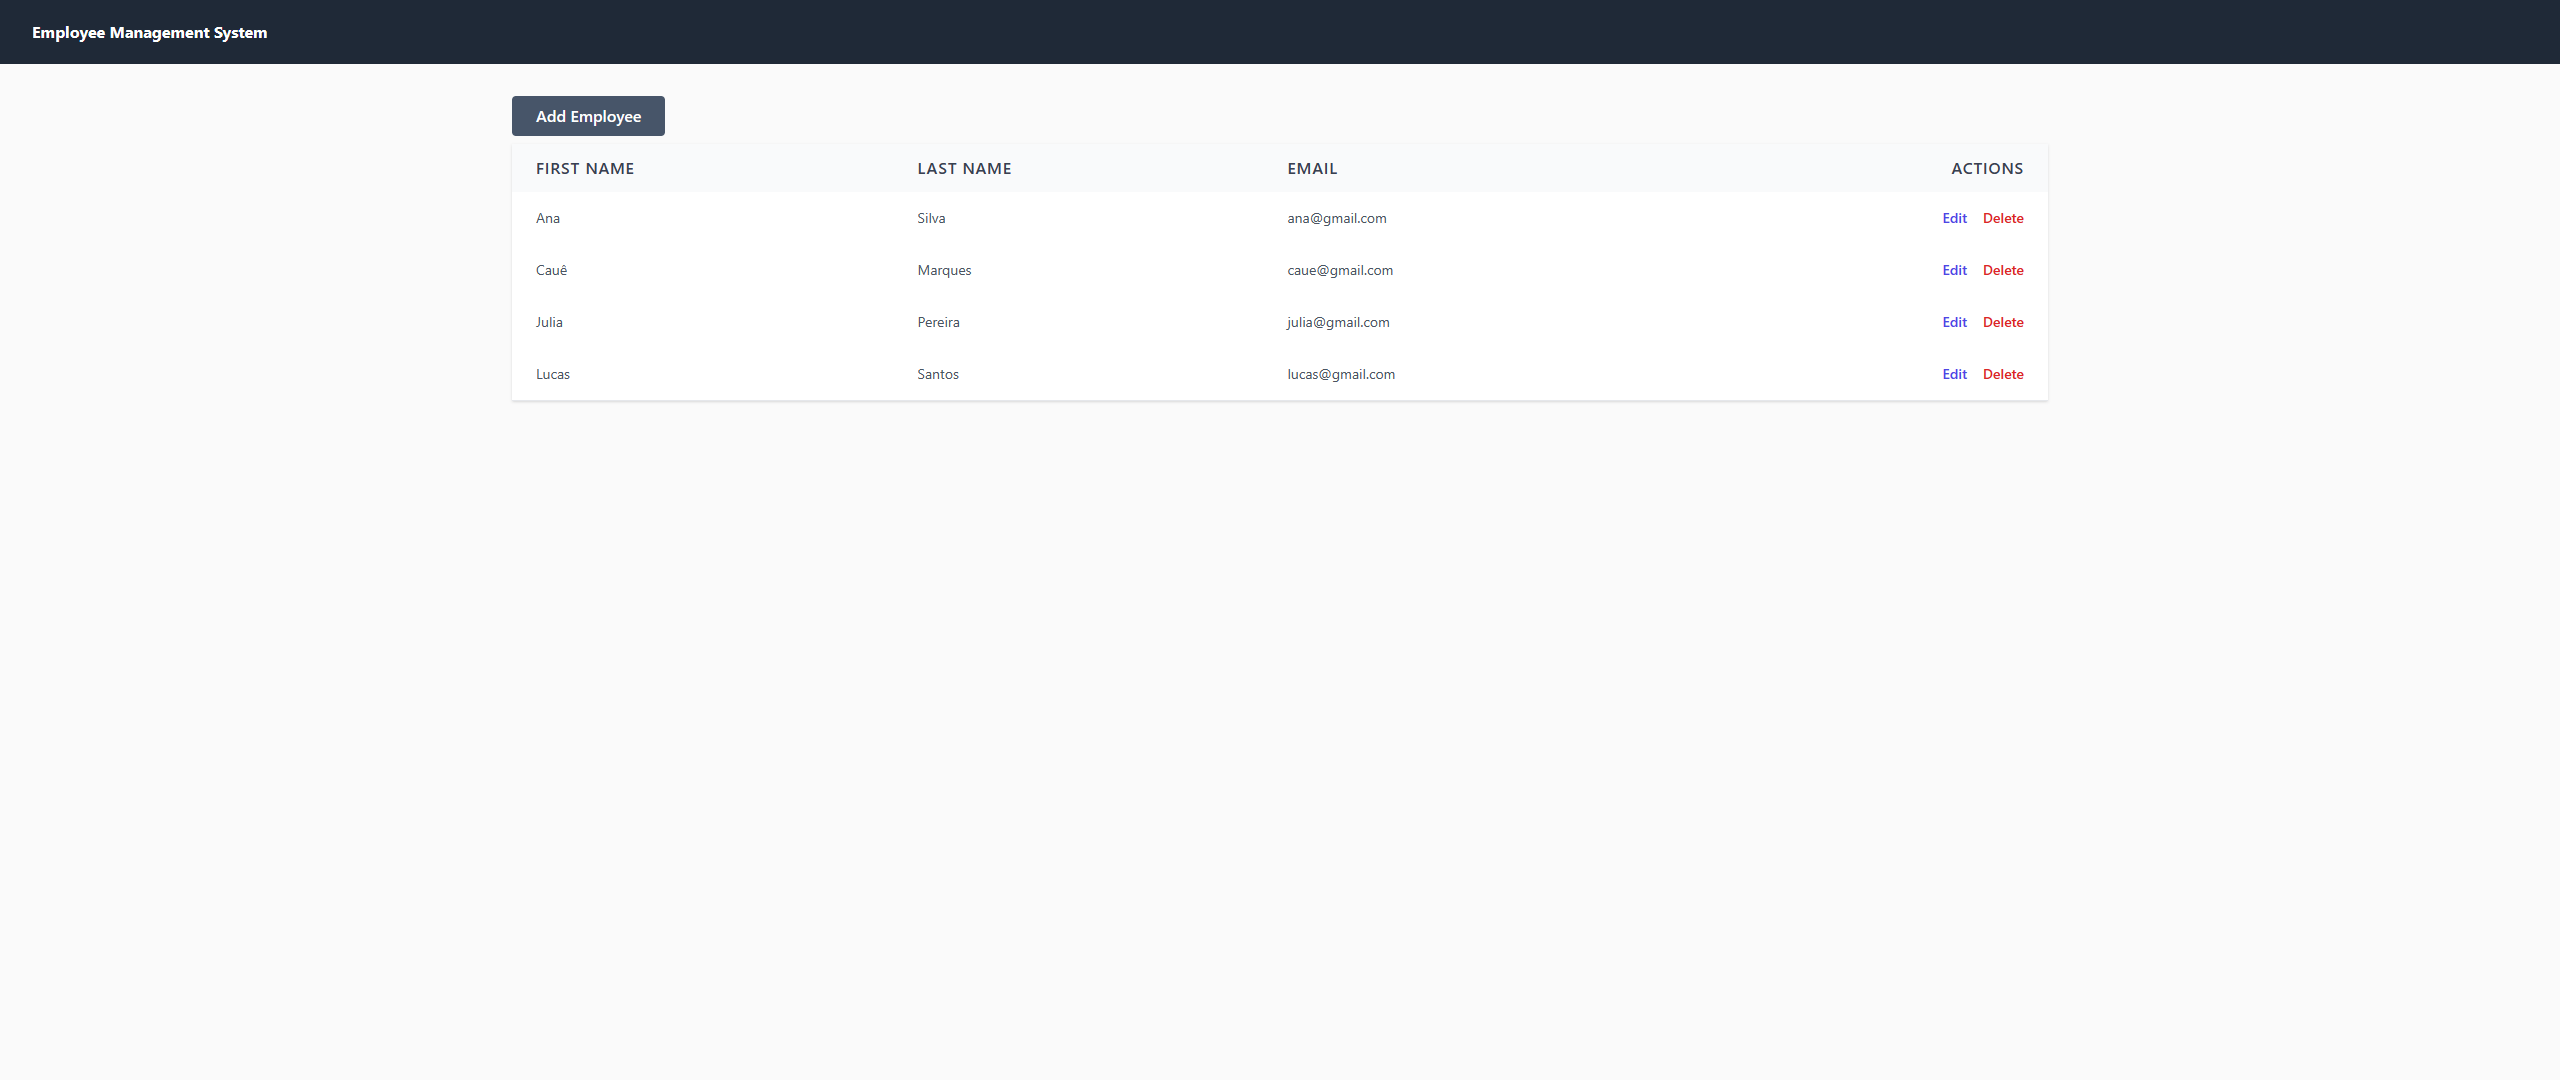 Employee Management System
Add Employee
FIRST NAME LAST NAME EMAIL ACTIONS
Ana Silva ana@gmail.com Edit Delete
Cauê Marques caue@gmail.com Edit Delete
Julia Pereira julia@gmail.com Edit Delete
Lucas Santos lucas@gmail.com Edit Delete